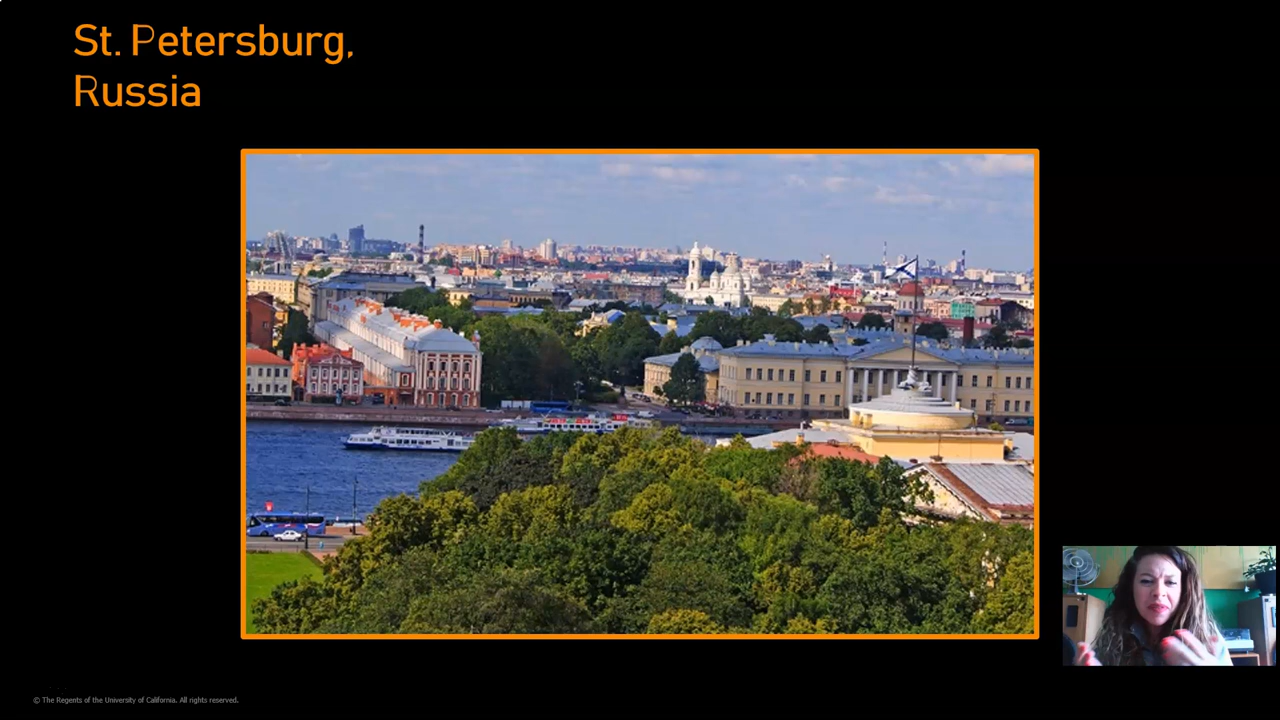 St. Petersburg,
Russia
© The Regents of the University of California. All rights reserved.